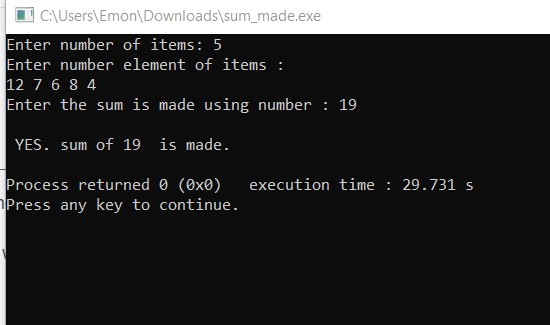 C:\Users\Emon\Downloads\sum_made.exe
Enter number of items: 5
Enter number element of items :
12 7 6 8 4
Enter the sum is made using number : 19
YES. sum of 19  is made.
Process returned 0 (0x0)   execution time : 29.731 s
Press any key to continue.